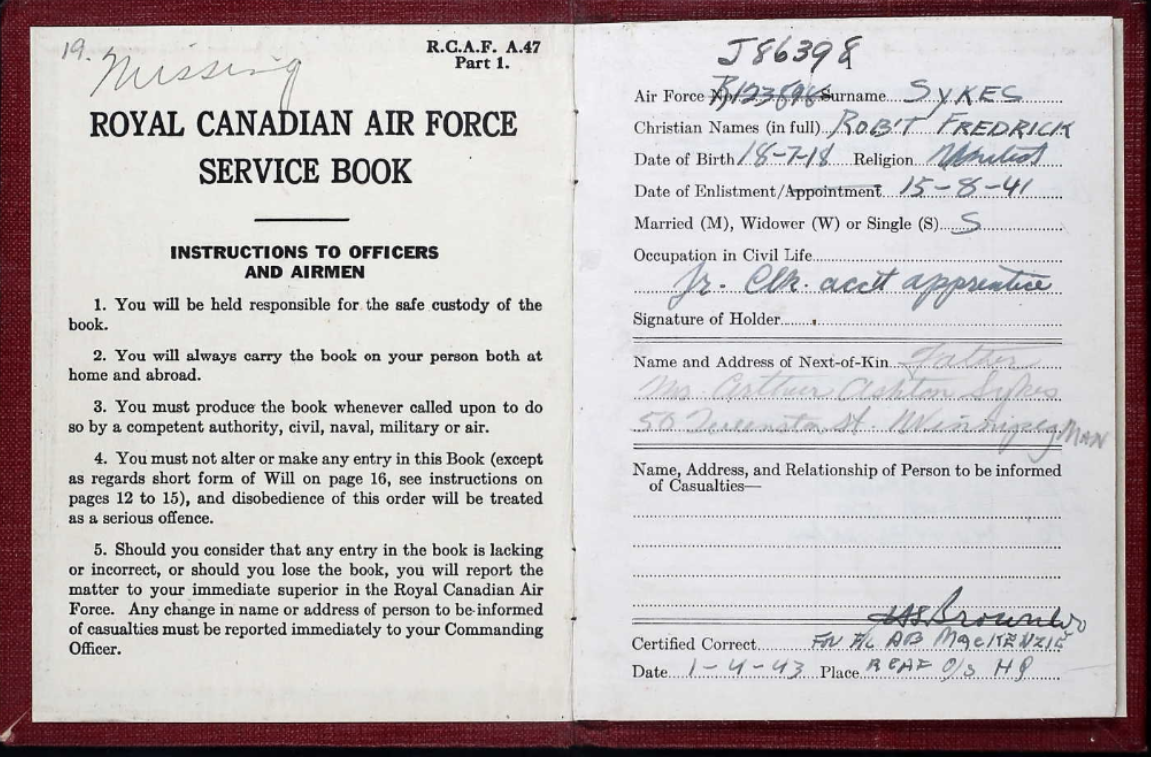 19. Missing
R.C.A.F. A.47
Part 1.
ROYAL CANADIAN AIR FORCE
SERVICE BOOK
INSTRUCTIONS TO OFFICERS
AND AIRMEN
1. You will be held responsible for the safe custody of the
book.
2. You will always carry the book on your person both at
home and abroad.
3. You must produce the book whenever called upon to do
so by a competent authority, civil, naval, military or air.
4. You must not alter or make any entry in this Book (except
as regards short form of Will on page 16, see instructions on
pages 12 to 15), and disobedience of this order will be treated
as a serious offence.
5. Should you consider that any entry in the book is lacking
or incorrect, or should you lose the book, you will report the
matter to your immediate superior in the Royal Canadian Air
Force. Any change in name or address of person to be informed
of casualties must be reported immediately to your Commanding
Officer.
J86398
Air Force No. Surname SYKES
Christian Names (in full) ROB'T FREDRICK
Date of Birth 18-7-18 Religion
Date of Enlistment/Appointment 15-8-41
Married (M), Widower (W) or Single (S) S
Occupation in Civil Life
Jr. Clk. acct apprentice
Signature of Holder
Name and Address of Next-of-Kin Father
Mr. Arthur Ashton Sykes
50 Queenston St. Winnipeg, MAN
Name, Address, and Relationship of Person to be informed
of Casualties—
Certified Correct MACKENZIE
Date 1-4-43 Place RCAF O/S HQ